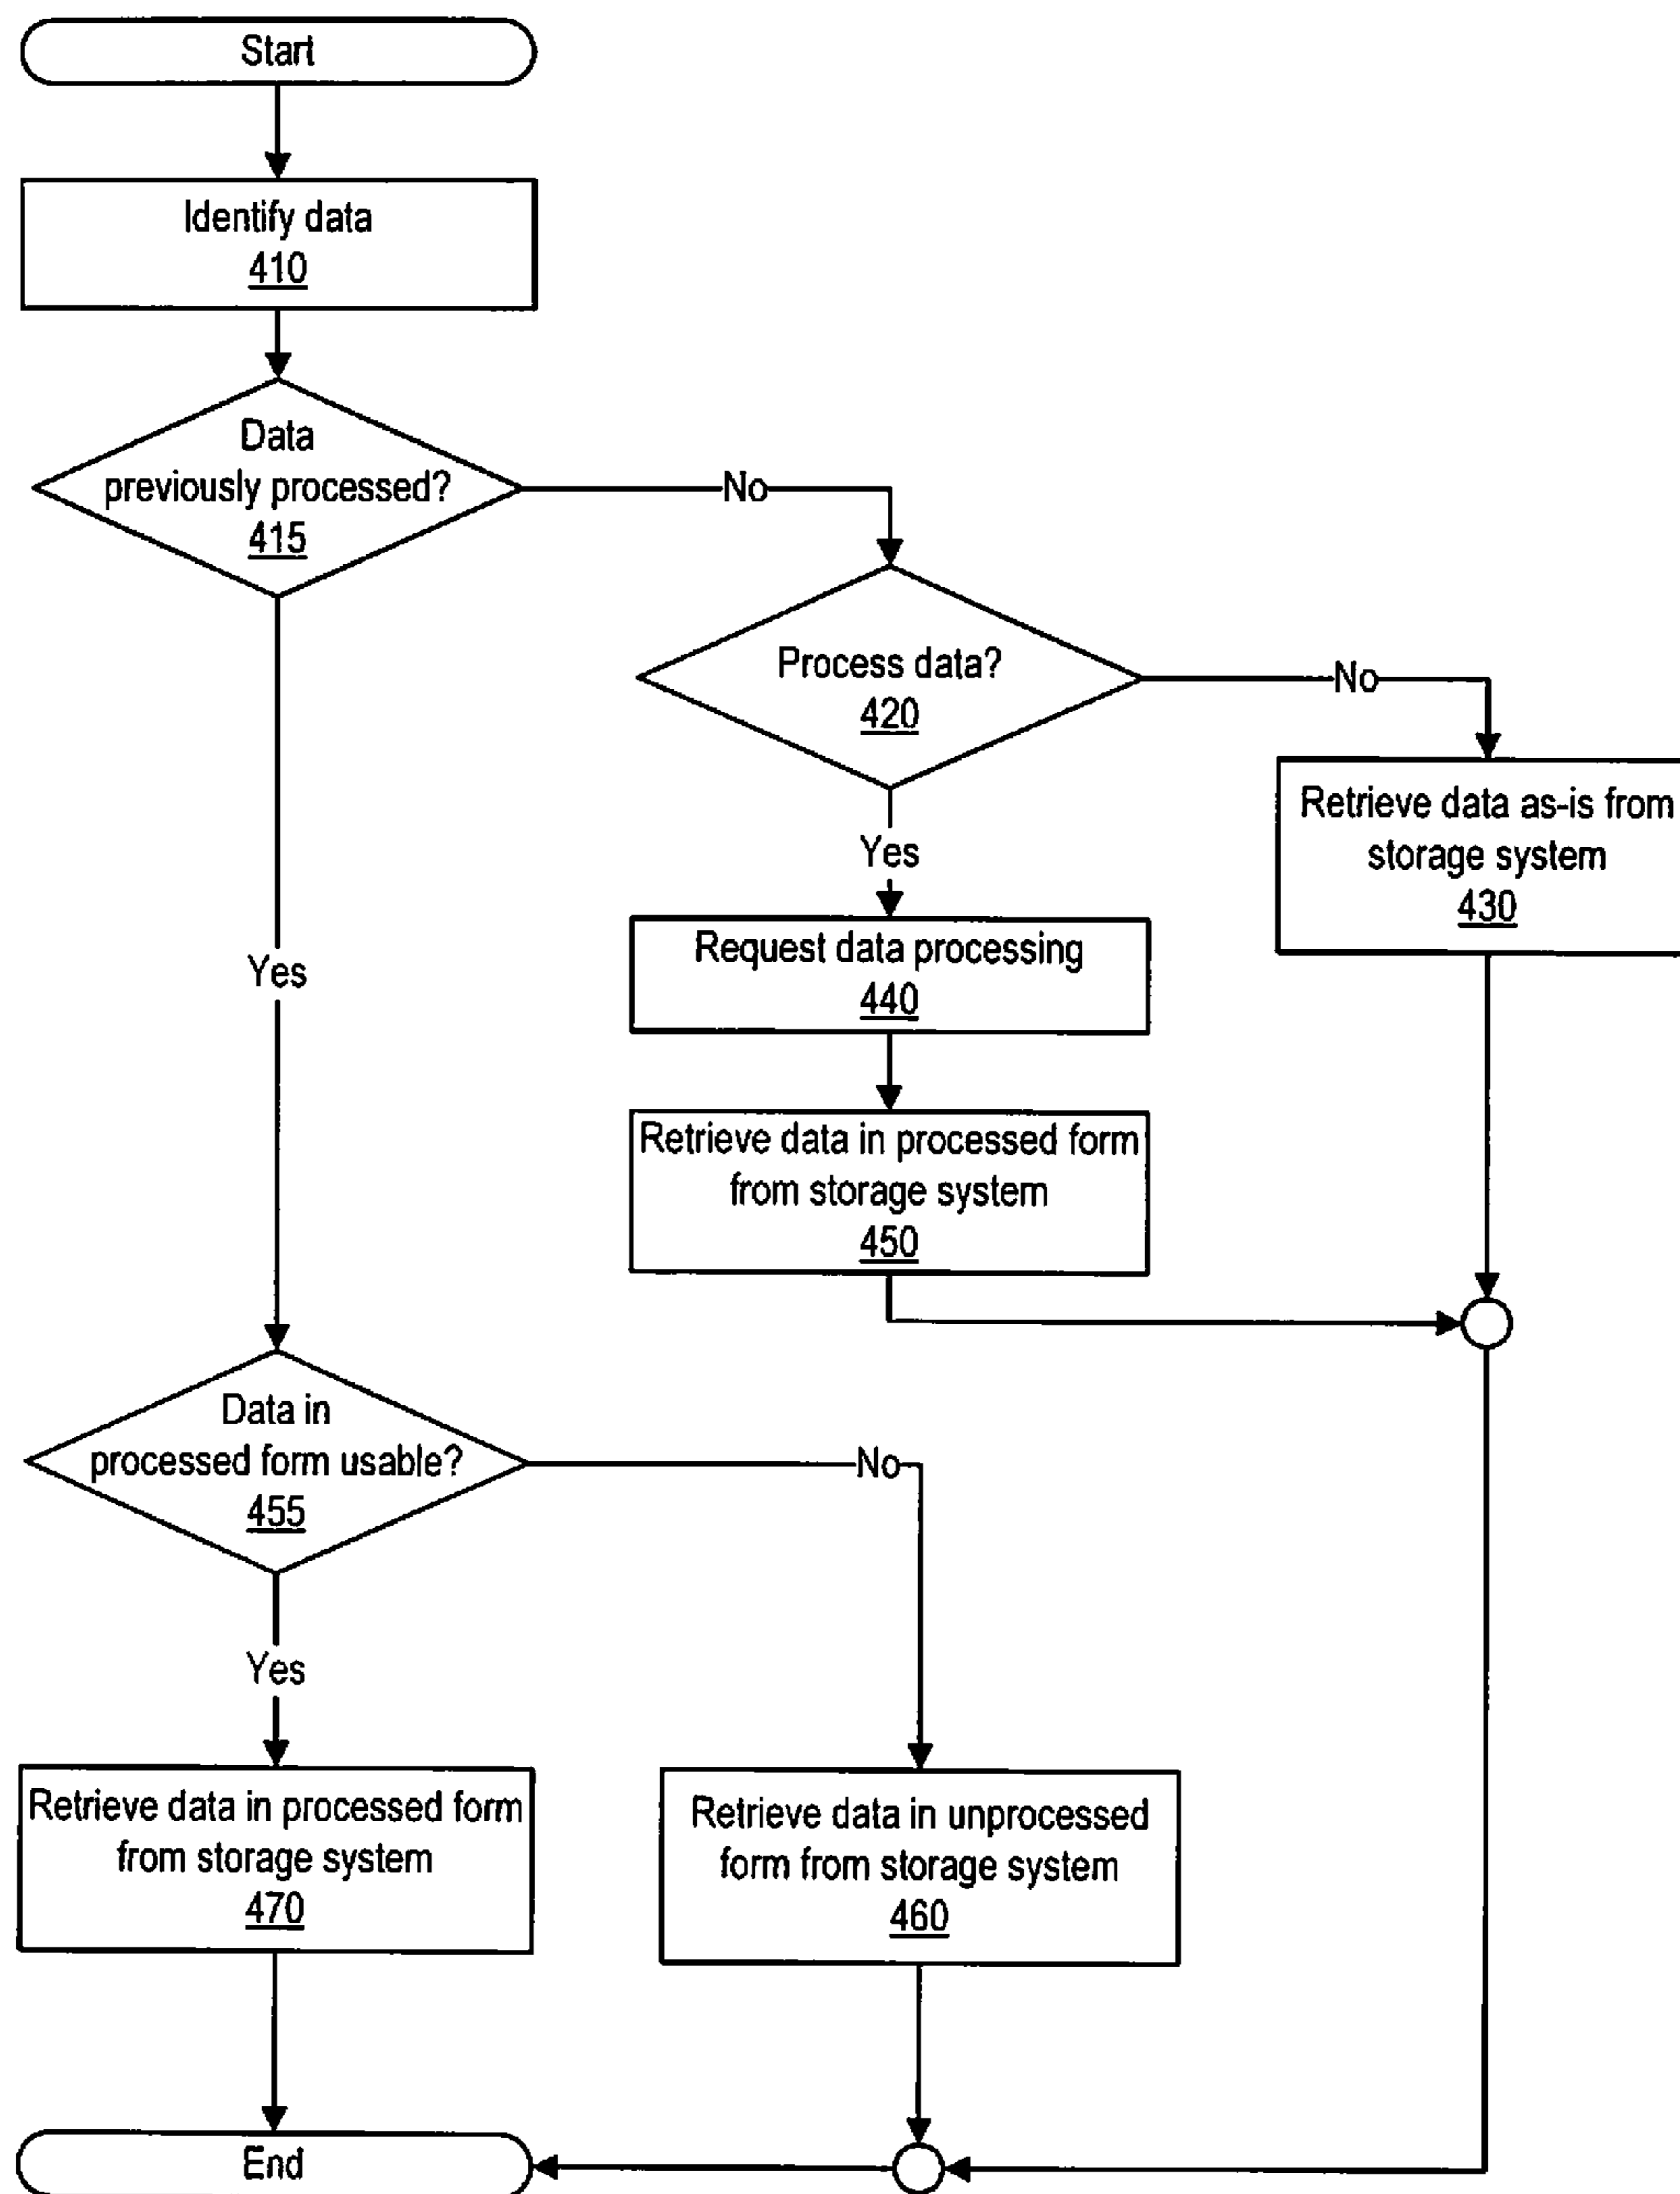 Start
Identify data
410
Data
previously processed?
415
No
Process data?
420
No
Retrieve data as-is from
storage system
430
Yes
Request data processing
440
Yes
Retrieve data in processed form
from storage system
450
Data in
processed form usable?
455
No
Yes
Retrieve data in processed form
from storage system
470
Retrieve data in unprocessed
form from storage system
460
End